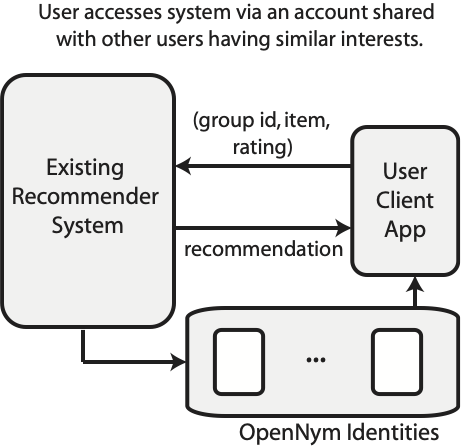 User accesses system via an account shared
with other users having similar interests.
(group id, item,
rating)
Existing
Recommender
System
User
Client
App
recommendation
...
OpenNym Identities